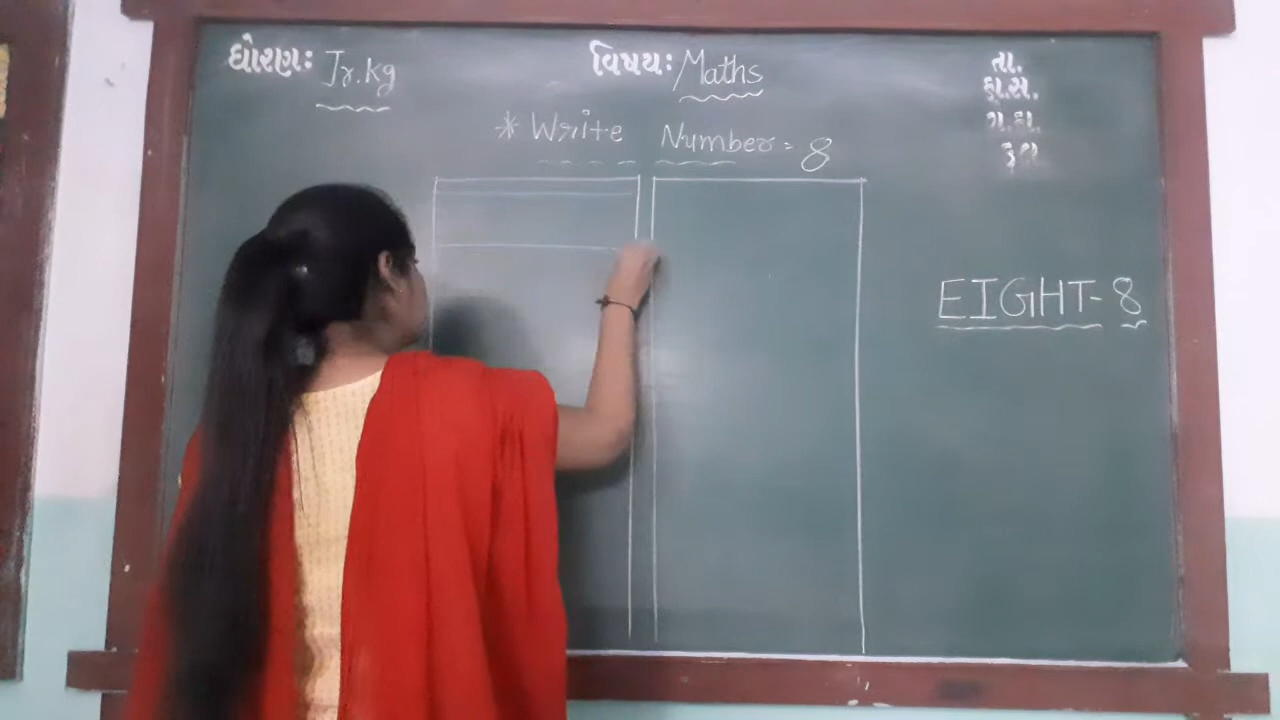 ધોરણ: Jr.kg
વિષય: Maths
તા.
કુ.સ.
ગ.હા.
કુલ
* Write Number = 8
EIGHT- 8